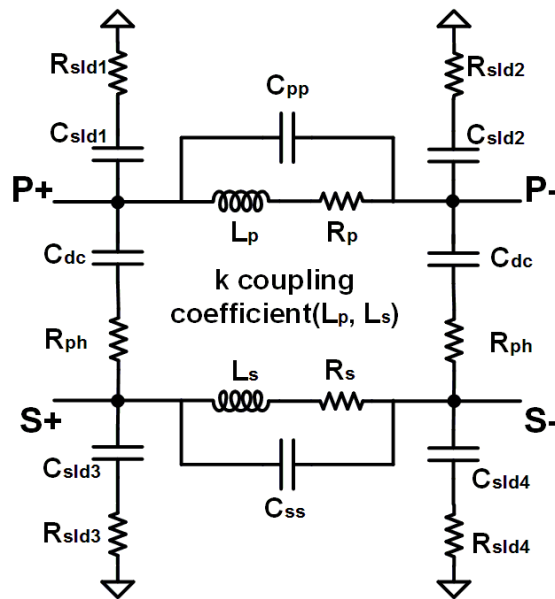 Rsld1
Rsld2
Cpp
Csld1
Csld2
P+
P-
Lp
Rp
Cdc
Cdc
k coupling
coefficient(Lp, Ls)
Rph
Rph
Ls
Rs
S+
S-
Csld3
Csld4
Css
Rsld3
Rsld4